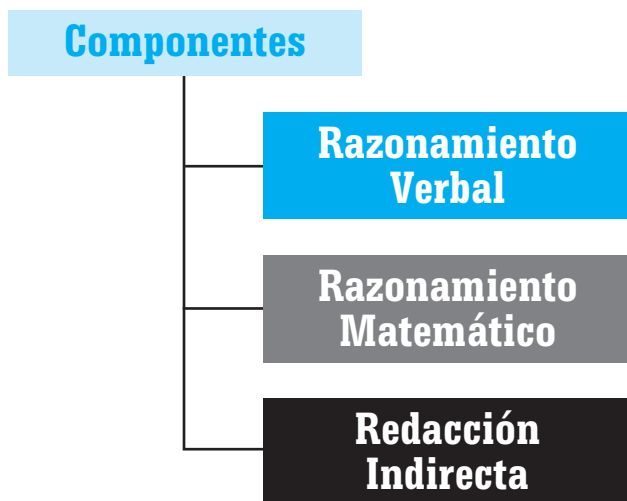 Componentes
Razonamiento
Verbal
Razonamiento
Matemático
Redacción
Indirecta